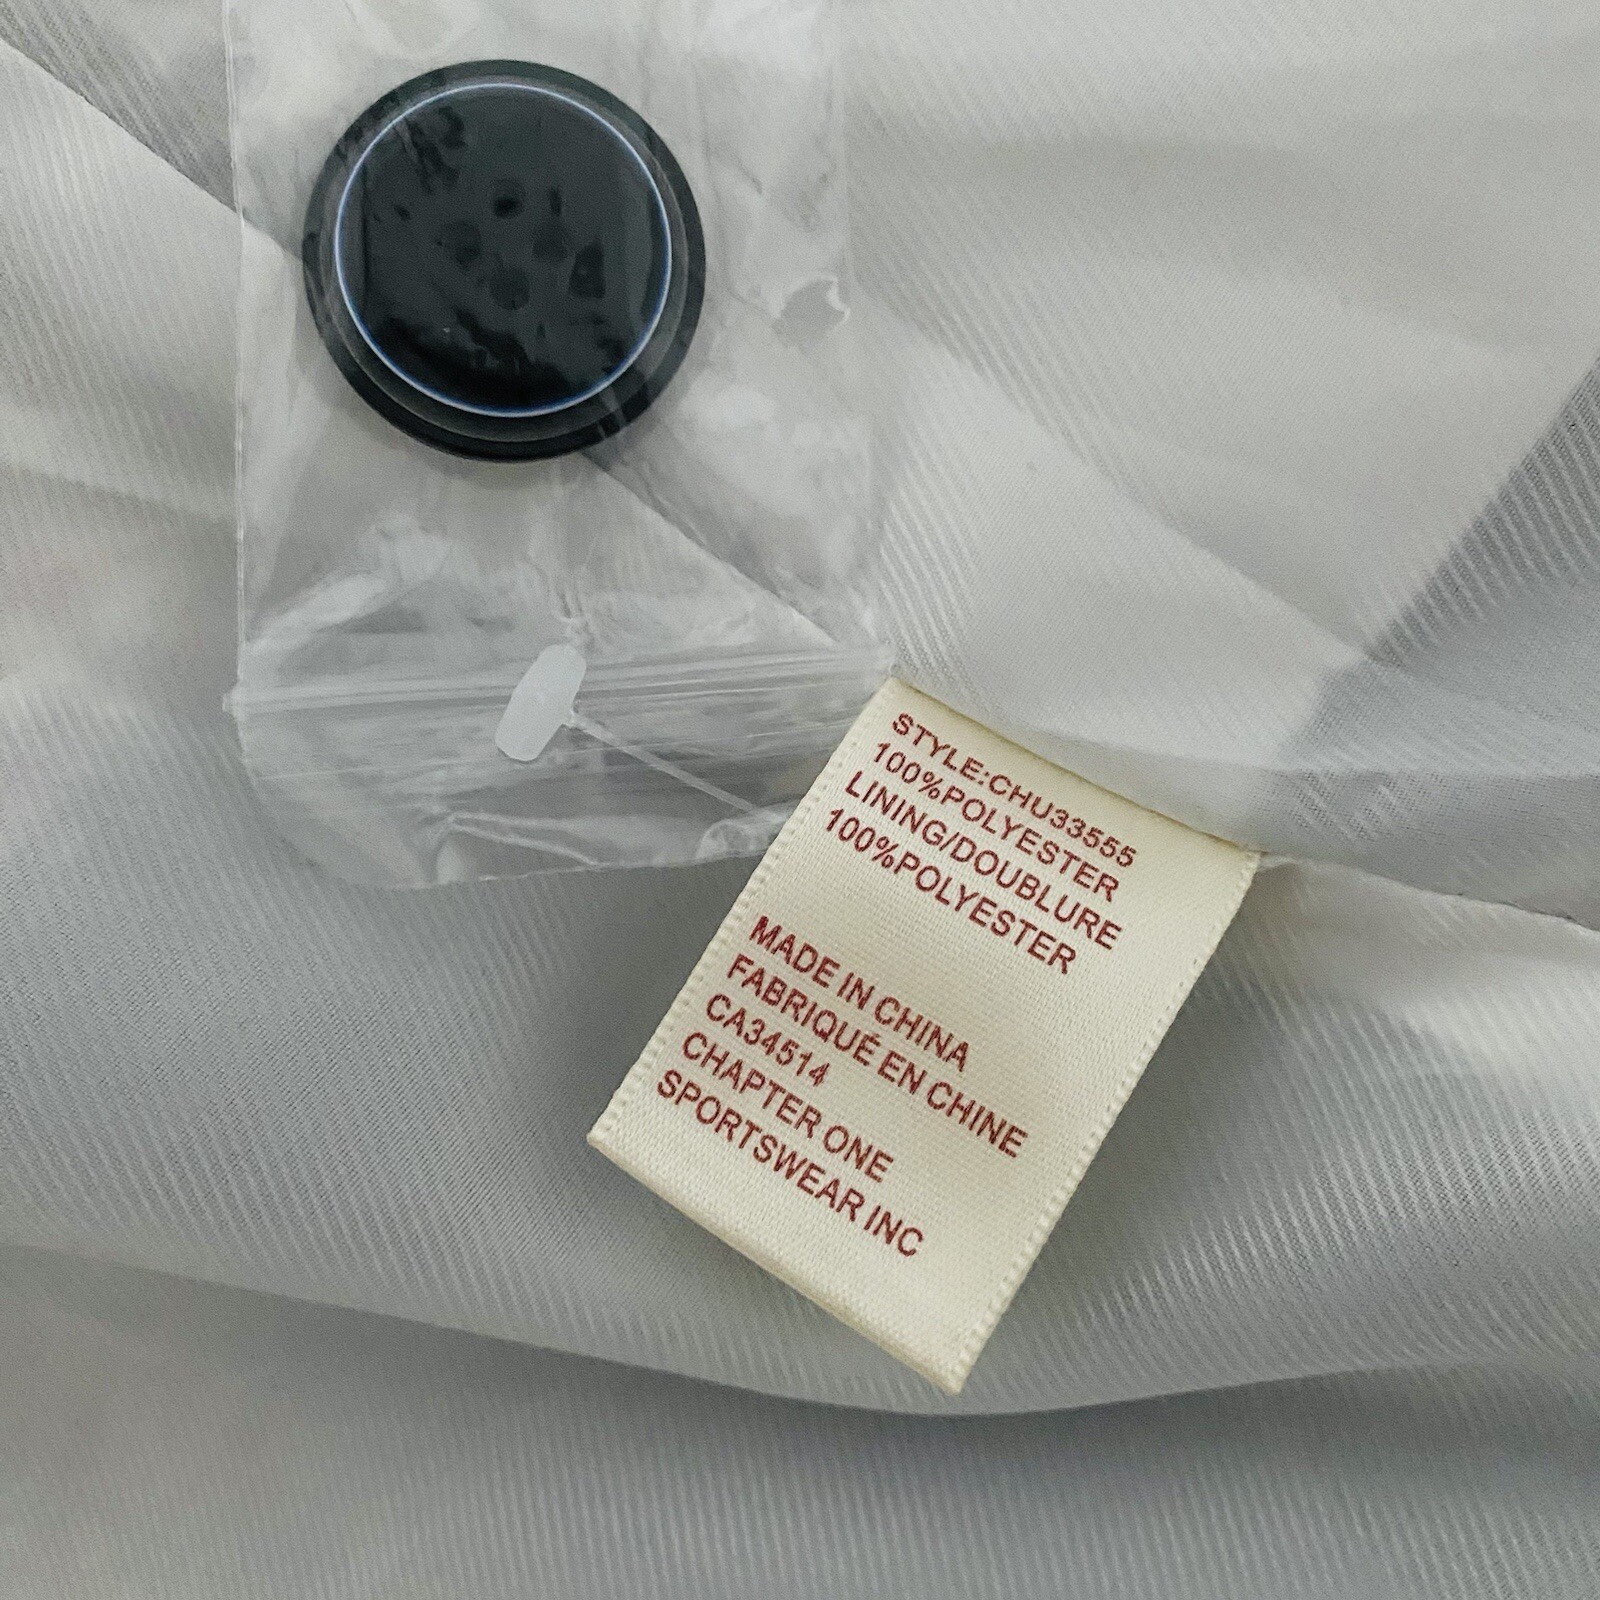 STYLE:CHU33555
100%POLYESTER
LINING/DOUBLURE
100%POLYESTER
MADE IN CHINA
FABRIQUÉ EN CHINE
CA34514
CHAPTER ONE
SPORTSWEAR INC